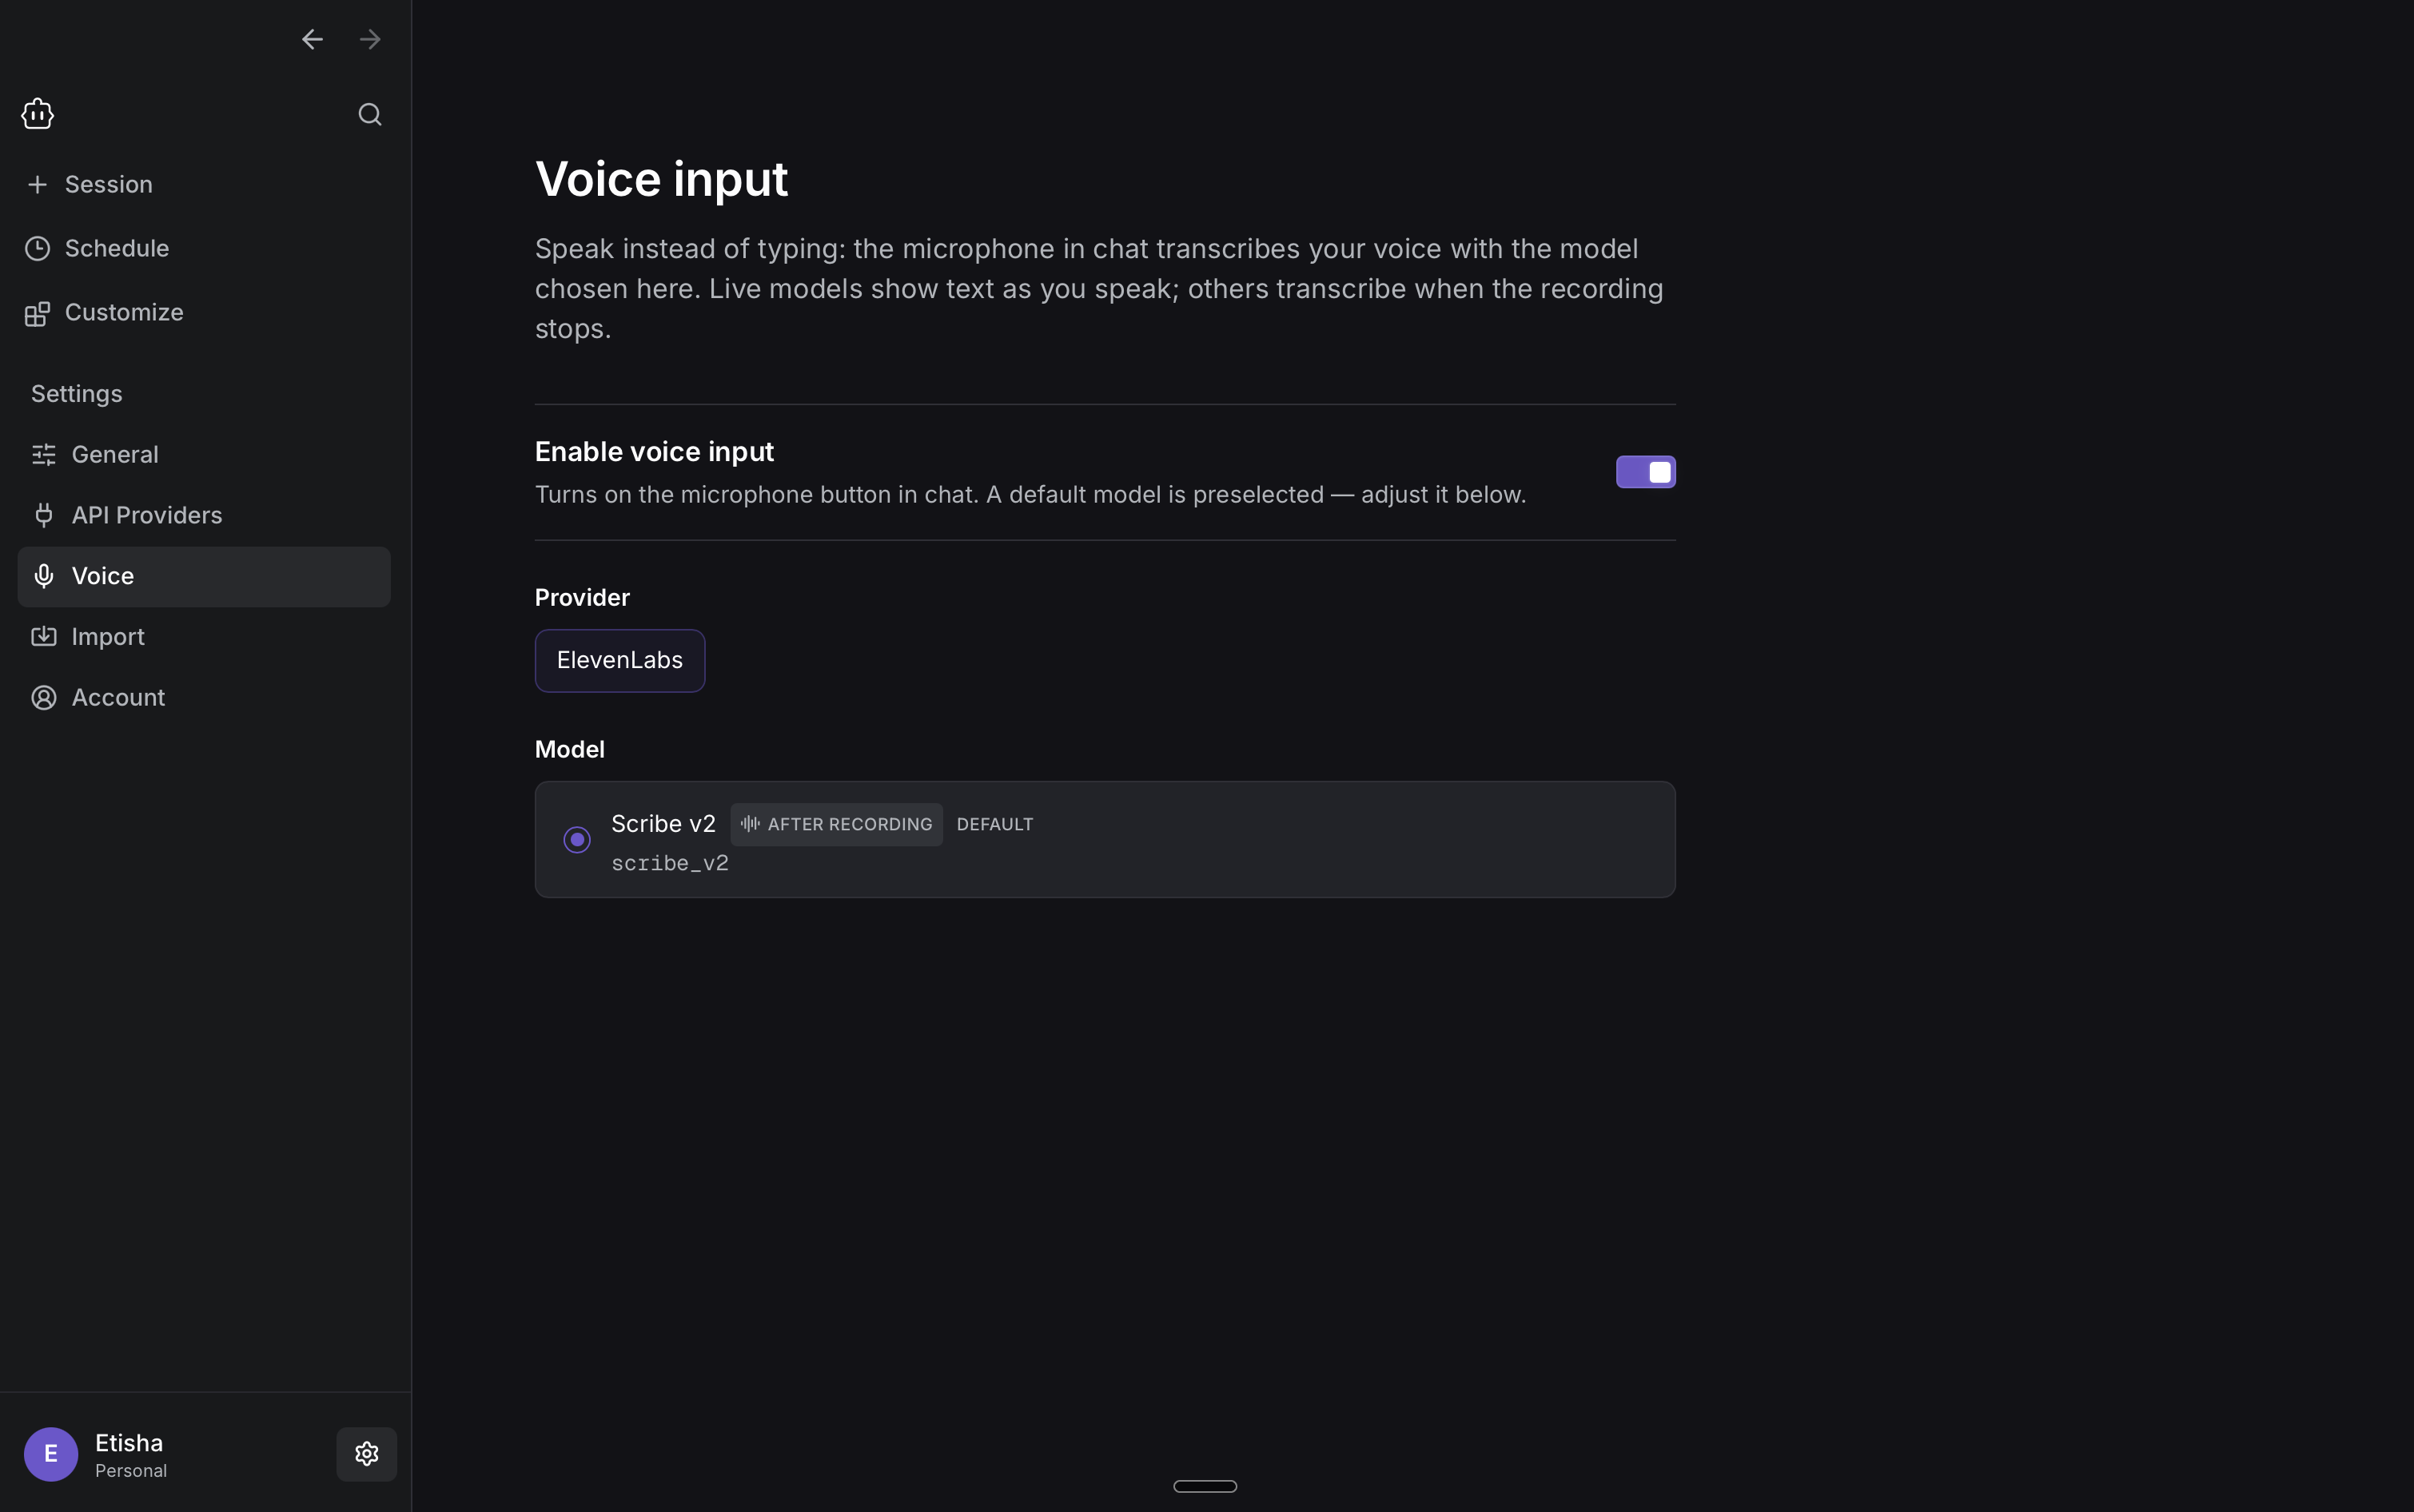 Session
Schedule
Customize
Settings
General
API Providers
Voice
Import
Account
E
Etisha
Personal
Voice input
Speak instead of typing: the microphone in chat transcribes your voice with the model
chosen here. Live models show text as you speak; others transcribe when the recording
stops.
Enable voice input
Turns on the microphone button in chat. A default model is preselected — adjust it below.
Provider
ElevenLabs
Model
Scribe v2 AFTER RECORDING DEFAULT
scribe_v2